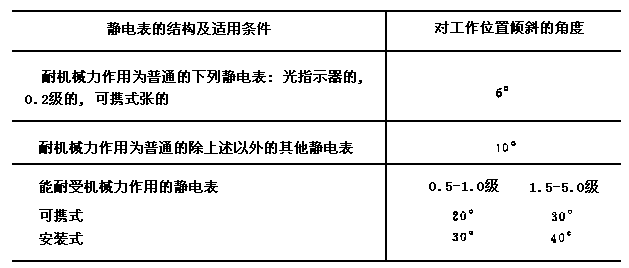 静电表的结构及适用条件 对工作位置倾斜的角度
耐机械力作用为普通的下列静电表: 光指示器的,
0.2级的, 可携式张的
6°
耐机械力作用为普通的除上述以外的其他静电表 10°
能耐受机械力作用的静电表 0.5-1.0级 1.5-5.0级
可携式 20° 30°
安装式 30° 40°